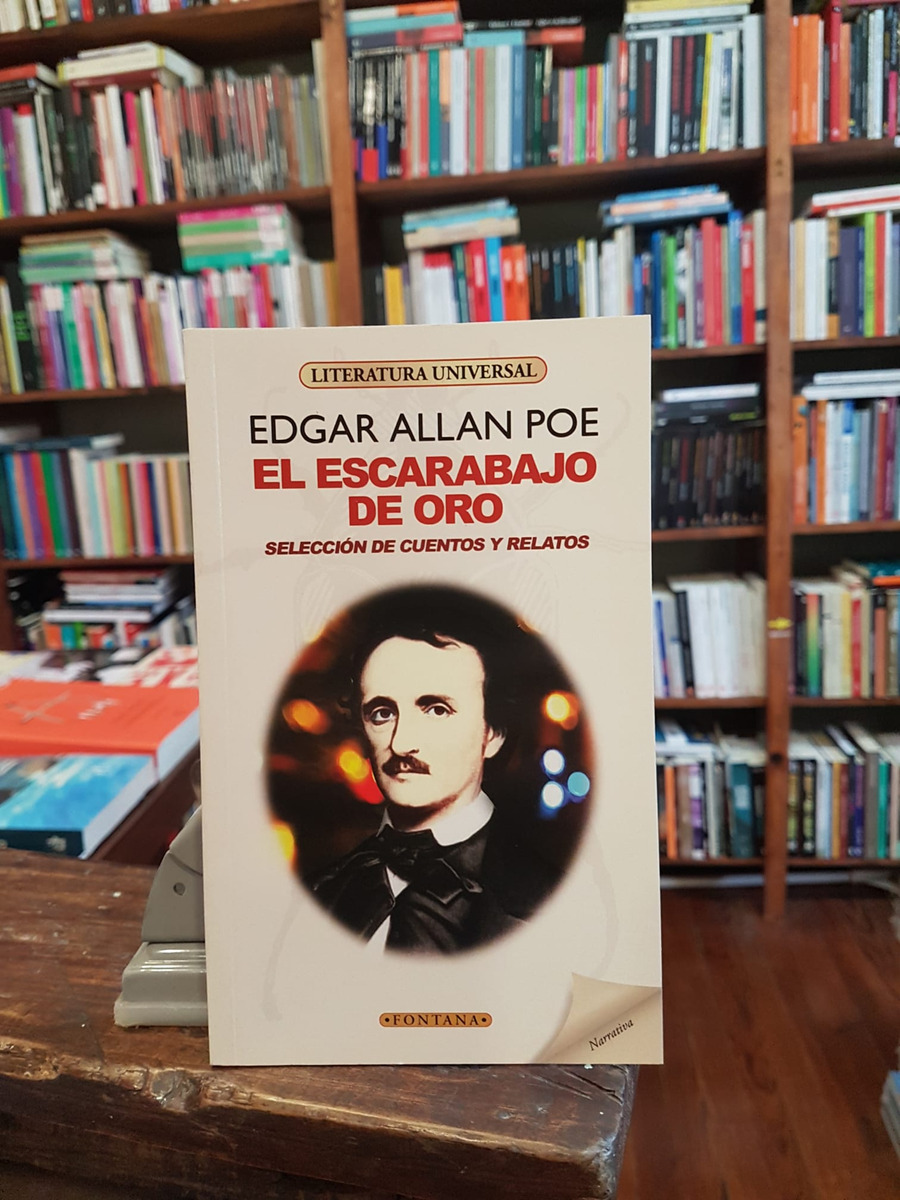 LITERATURA UNIVERSAL
EDGAR ALLAN POE
EL ESCARABAJO
DE ORO
SELECCIÓN DE CUENTOS Y RELATOS
•FONTANA•
Narrativa